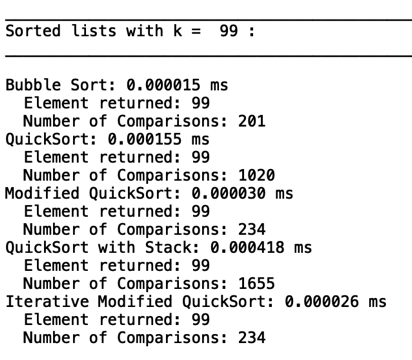 Sorted lists with k =  99 :
Bubble Sort: 0.000015 ms
  Element returned: 99
  Number of Comparisons: 201
QuickSort: 0.000155 ms
  Element returned: 99
  Number of Comparisons: 1020
Modified QuickSort: 0.000030 ms
  Element returned: 99
  Number of Comparisons: 234
QuickSort with Stack: 0.000418 ms
  Element returned: 99
  Number of Comparisons: 1655
Iterative Modified QuickSort: 0.000026 ms
  Element returned: 99
  Number of Comparisons: 234